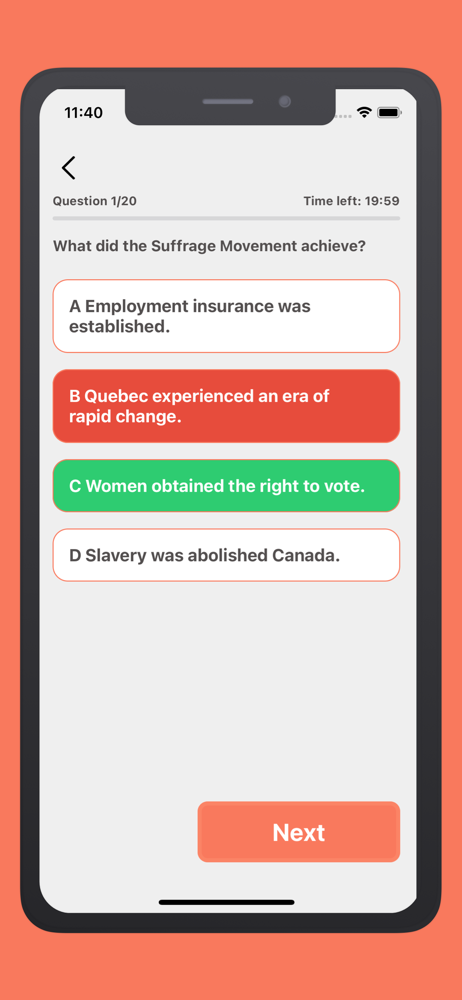 11:40
Question 1/20
Time left: 19:59
What did the Suffrage Movement achieve?
A Employment insurance was
established.
B Quebec experienced an era of
rapid change.
C Women obtained the right to vote.
D Slavery was abolished Canada.
Next